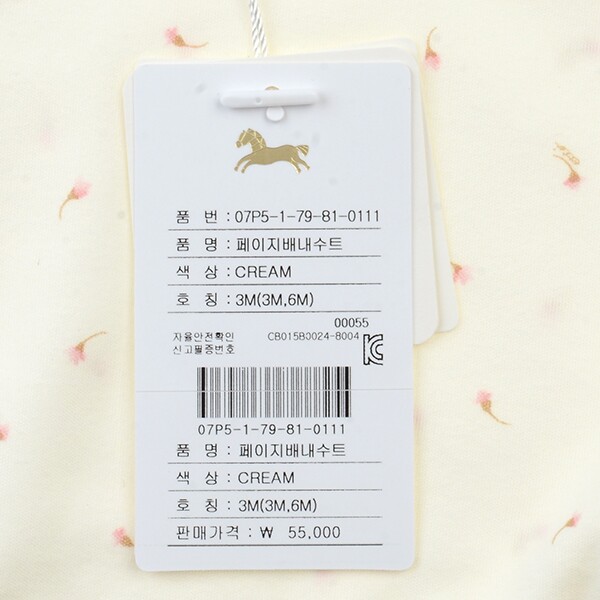 품 번 : 07P5-1-79-81-0111
품 명 : 페이지배내수트
색 상 : CREAM
호 칭 : 3M(3M,6M)
00055
자율안전확인 CB015B0024-8004
신고필증번호
07P5-1-79-81-0111
품 명 : 페이지배내수트
색 상 : CREAM
호 칭 : 3M(3M,6M)
판매가격 : ₩ 55,000